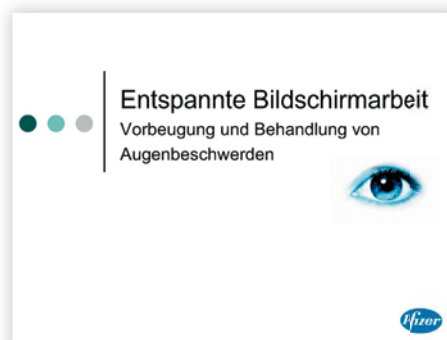 Entspannte Bildschirmarbeit
Vorbeugung und Behandlung von
Augenbeschwerden
Pfizer